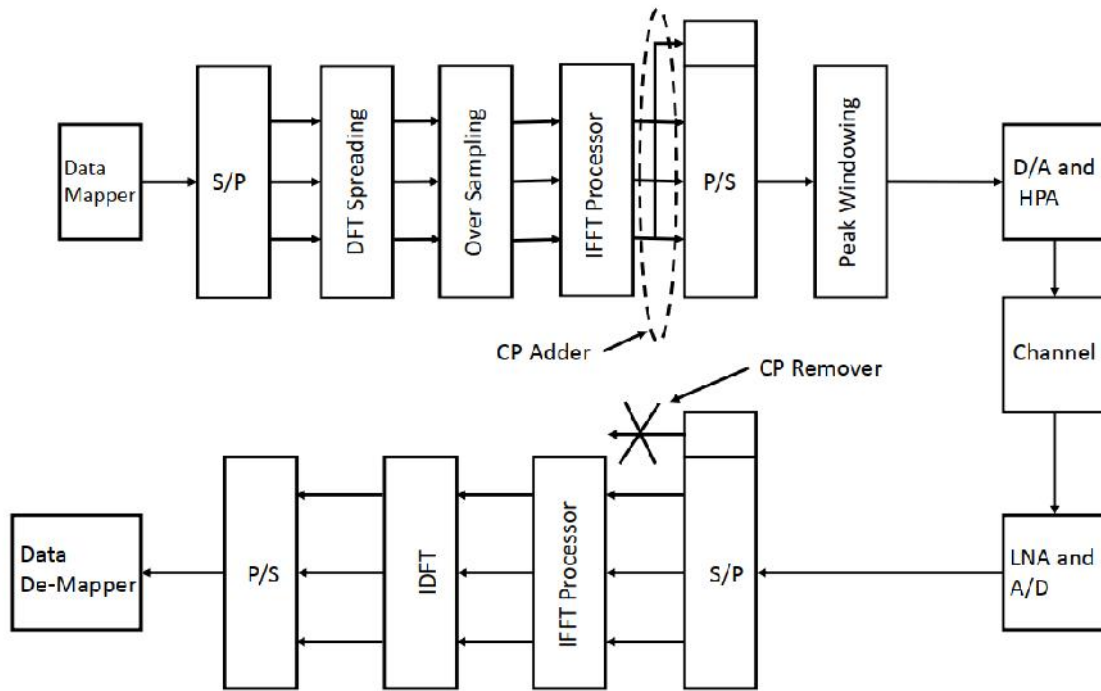 Data
Mapper
S/P
DFT Spreading
Over Sampling
IFFT Processor
P/S
Peak Windowing
D/A and
HPA
CP Adder
Channel
CP Remover
Data
De-Mapper
P/S
IDFT
IFFT Processor
S/P
LNA and
A/D